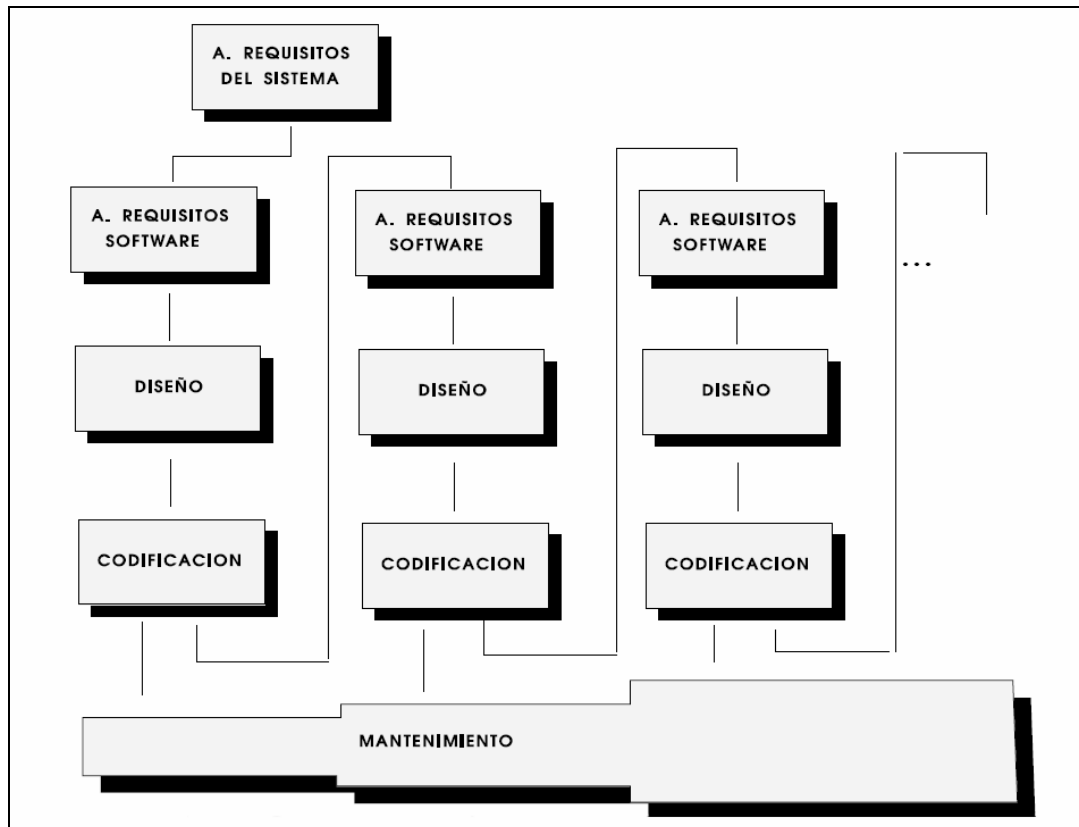 A. REQUISITOS
DEL SISTEMA
A. REQUISITOS
SOFTWARE
A. REQUISITOS
SOFTWARE
A. REQUISITOS
SOFTWARE
...
DISEÑO
DISEÑO
DISEÑO
CODIFICACION
CODIFICACION
CODIFICACION
MANTENIMIENTO